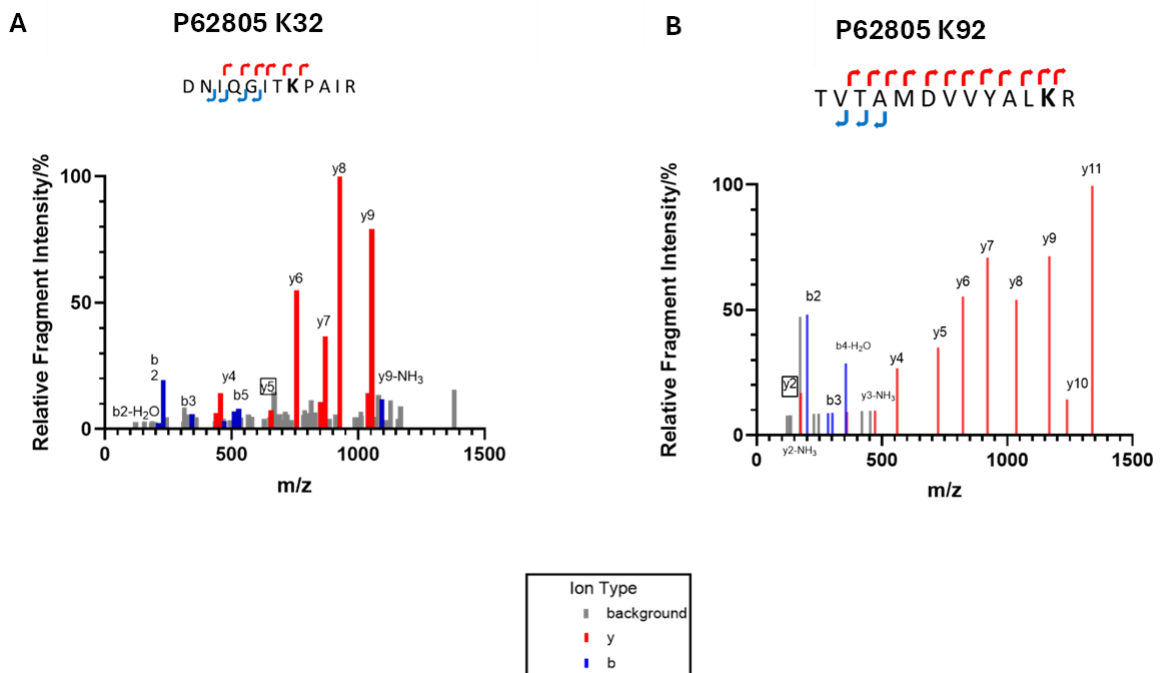 A
P62805 K32
DNIQGITKPAIR
Relative Fragment Intensity/%
100
50
0
b2-H₂O
b
2
b3
y4
b5
y5
y6
y7
y8
y9
y9-NH₃
0
500
1000
1500
m/z
B
P62805 K92
TVTAMDVVYALKR
Relative Fragment Intensity/%
100
50
0
y2
y2-NH₃
b2
b3
b4-H₂O
y3-NH₃
y4
y5
y6
y7
y8
y9
y10
y11
0
500
1000
1500
m/z
Ion Type
background
y
b